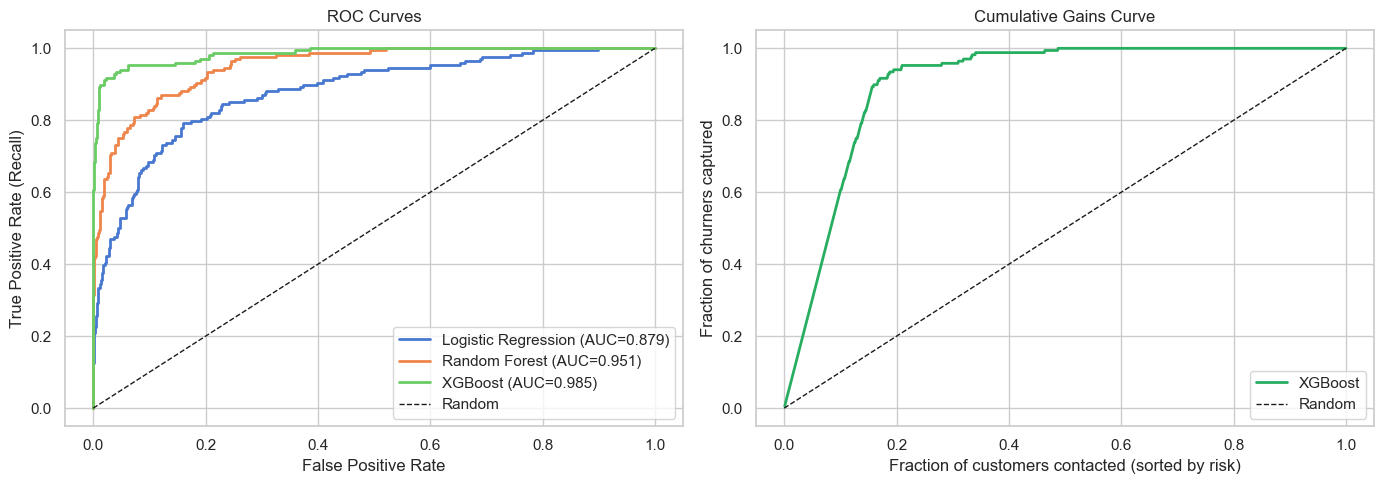 ROC Curves
True Positive Rate (Recall)
1.0
0.8
0.6
0.4
0.2
0.0
Logistic Regression (AUC=0.879)
Random Forest (AUC=0.951)
XGBoost (AUC=0.985)
Random
0.0 0.2 0.4 0.6 0.8 1.0
False Positive Rate
Cumulative Gains Curve
Fraction of churners captured
1.0
0.8
0.6
0.4
0.2
0.0
XGBoost
Random
0.0 0.2 0.4 0.6 0.8 1.0
Fraction of customers contacted (sorted by risk)